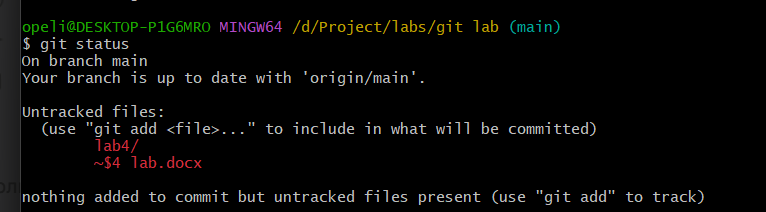 opeli@DESKTOP-P1G6MRO MINGW64 /d/Project/labs/git lab (main)
$ git status
On branch main
Your branch is up to date with 'origin/main'.

Untracked files:
  (use "git add <file>..." to include in what will be committed)
        lab4/
        ~$4 lab.docx

nothing added to commit but untracked files present (use "git add" to track)